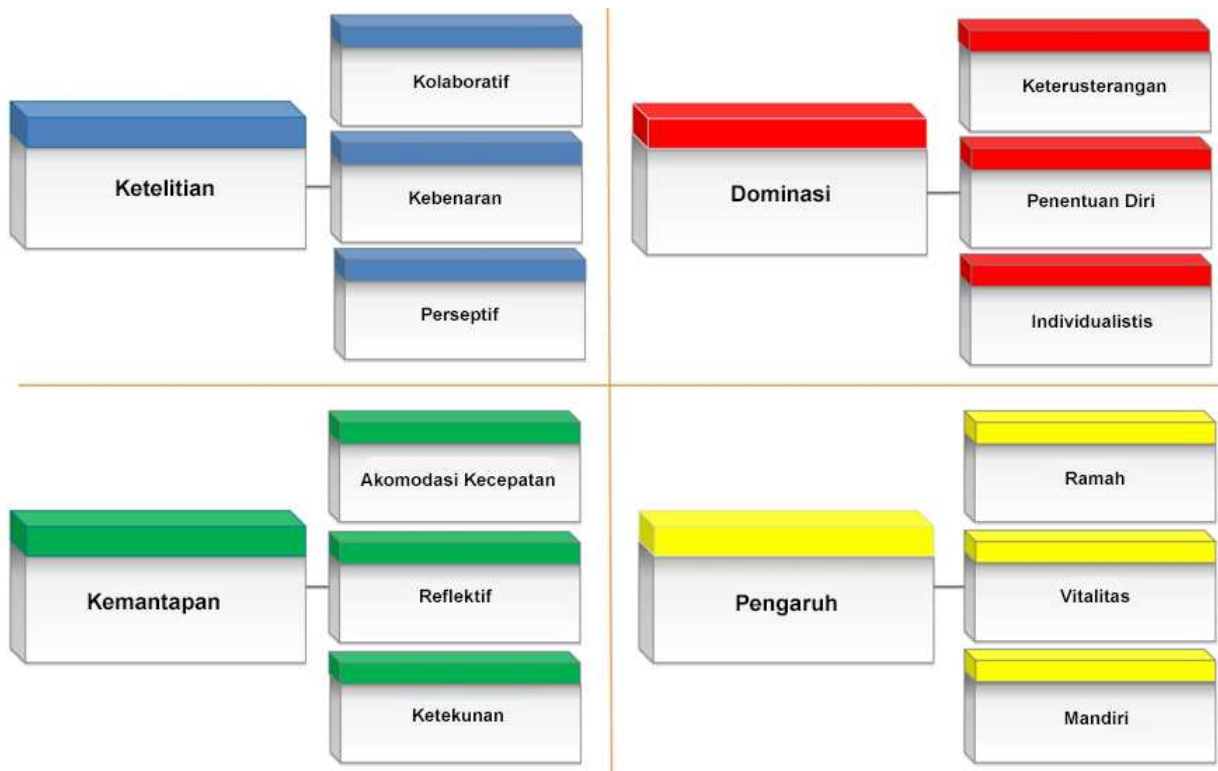 Ketelitian
Kolaboratif
Kebenaran
Perseptif
Dominasi
Keterusterangan
Penentuan Diri
Individualistis
Kemantapan
Akomodasi Kecepatan
Reflektif
Ketekunan
Pengaruh
Ramah
Vitalitas
Mandiri